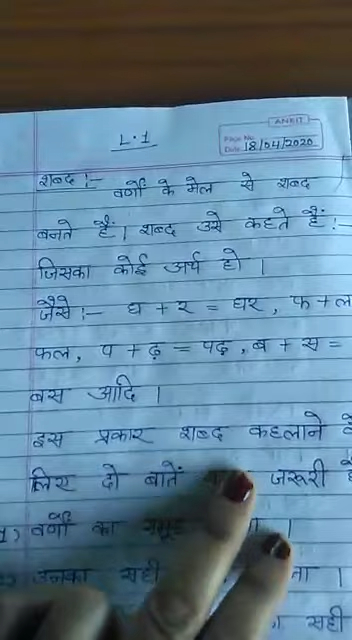 ANKIT
L.1
Page No.
Date 18/04/2020
शब्द :- वर्णों के मेल से शब्द
बनते हैं। शब्द उसे कहते हैं :-
जिसका कोई अर्थ हो।
जैसे :- घ + र = घर, फ + ल
फल, प + ढ़ = पढ़, ब + स =
बस आदि।
इस प्रकार शब्द कहलाने के
लिए दो बातें जरूरी है
1) वर्णों का समूह
उनका सही
सही